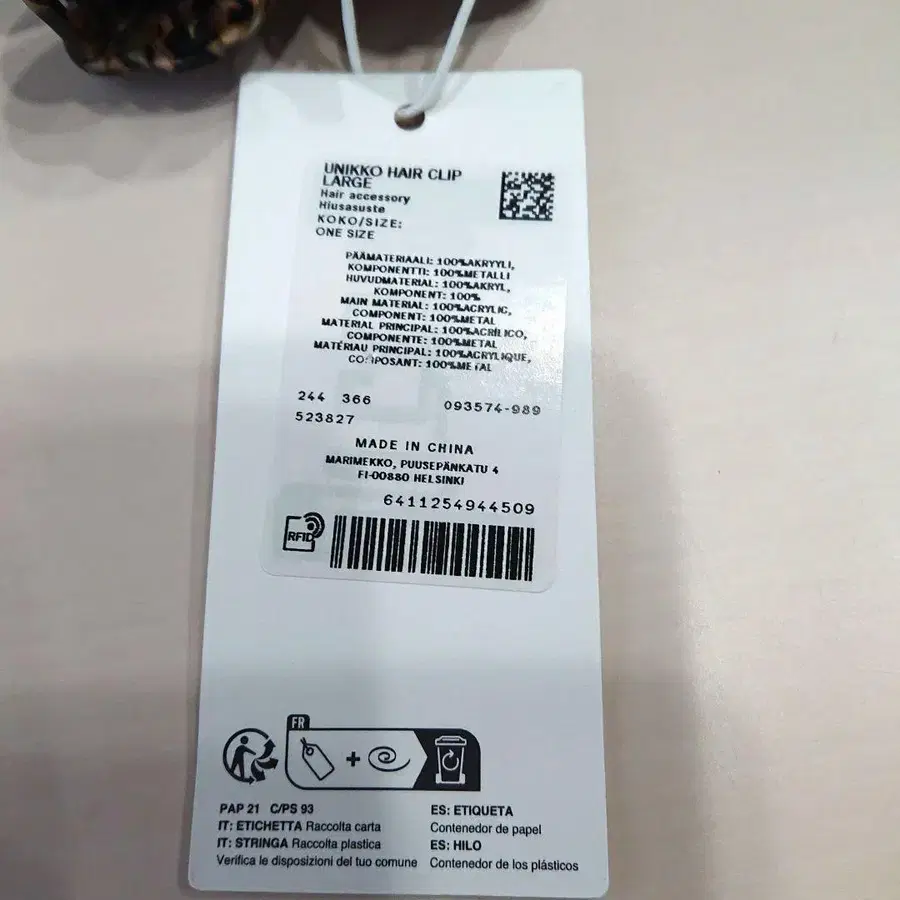 UNIKKO HAIR CLIP
LARGE
Hair accessory
Hiusasuste
KOKO/SIZE:
ONE SIZE
PÄÄMATERIAALI: 100%AKRYYLI,
KOMPONENTTI: 100%METALLI
HUVUDMATERIAL: 100%AKRYL,
KOMPONENT: 100%
MAIN MATERIAL: 100%ACRYLIC,
COMPONENT: 100%METAL
MATERIAL PRINCIPAL: 100%ACRÍLICO,
COMPONENTE: 100%METAL
MATÉRIAU PRINCIPAL: 100%ACRYLIQUE,
COMPOSANT: 100%METAL
244 366
093574-989
523827
MADE IN CHINA
MARIMEKKO, PUUSEPÄNKATU 4
FI-00880 HELSINKI
6411254944509
RFID
FR
PAP 21 C/PS 93
IT: ETICHETTA Raccolta carta
IT: STRINGA Raccolta plastica
Verifica le disposizioni del tuo comune
ES: ETIQUETA
Contenedor de papel
ES: HILO
Contenedor de los plásticos